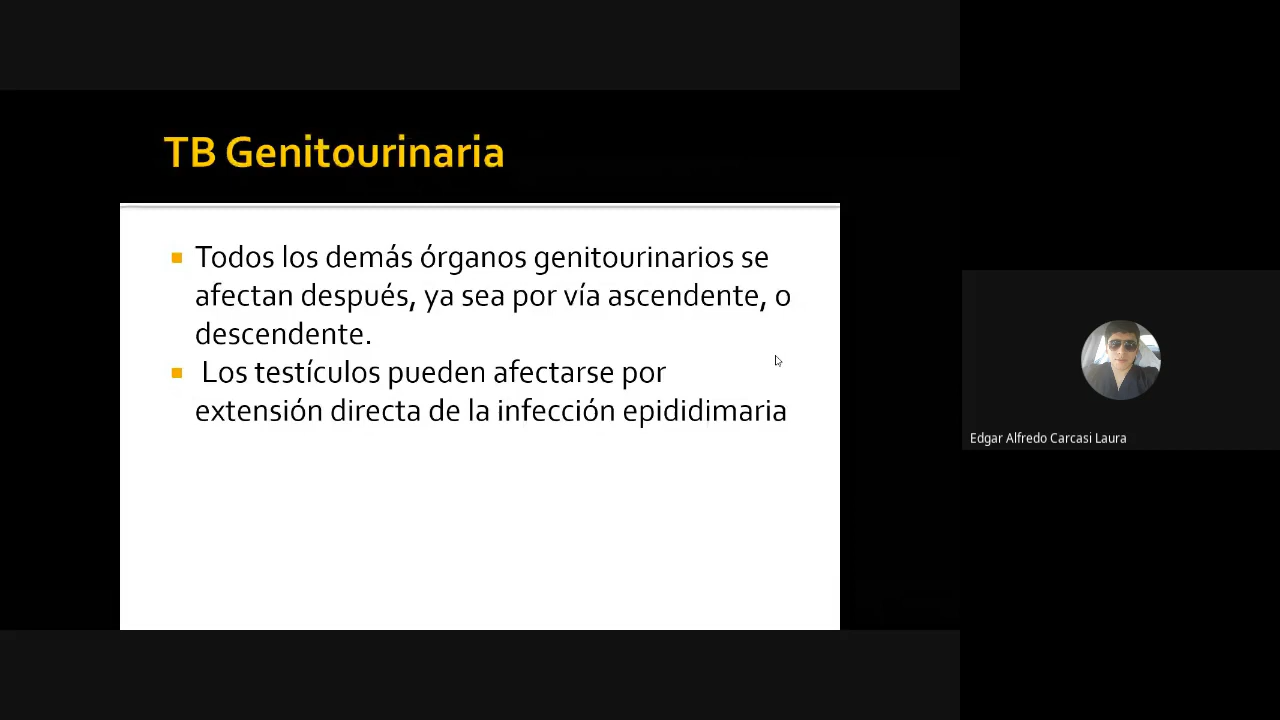 TB Genitourinaria
Todos los demás órganos genitourinarios se
afectan después, ya sea por vía ascendente, o
descendente.
Los testículos pueden afectarse por
extensión directa de la infección epididimaria
Edgar Alfredo Carcasi Laura